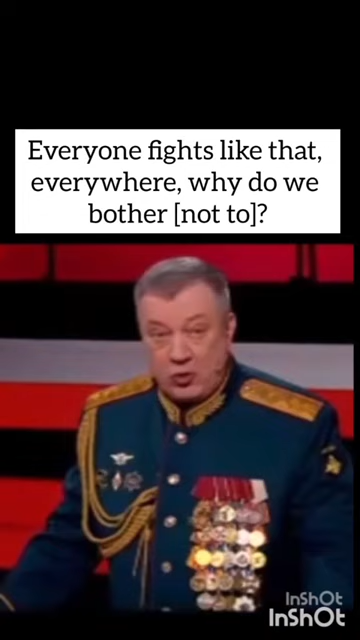 Everyone fights like that,
everywhere, why do we
bother [not to]?
InShOt
InShOt